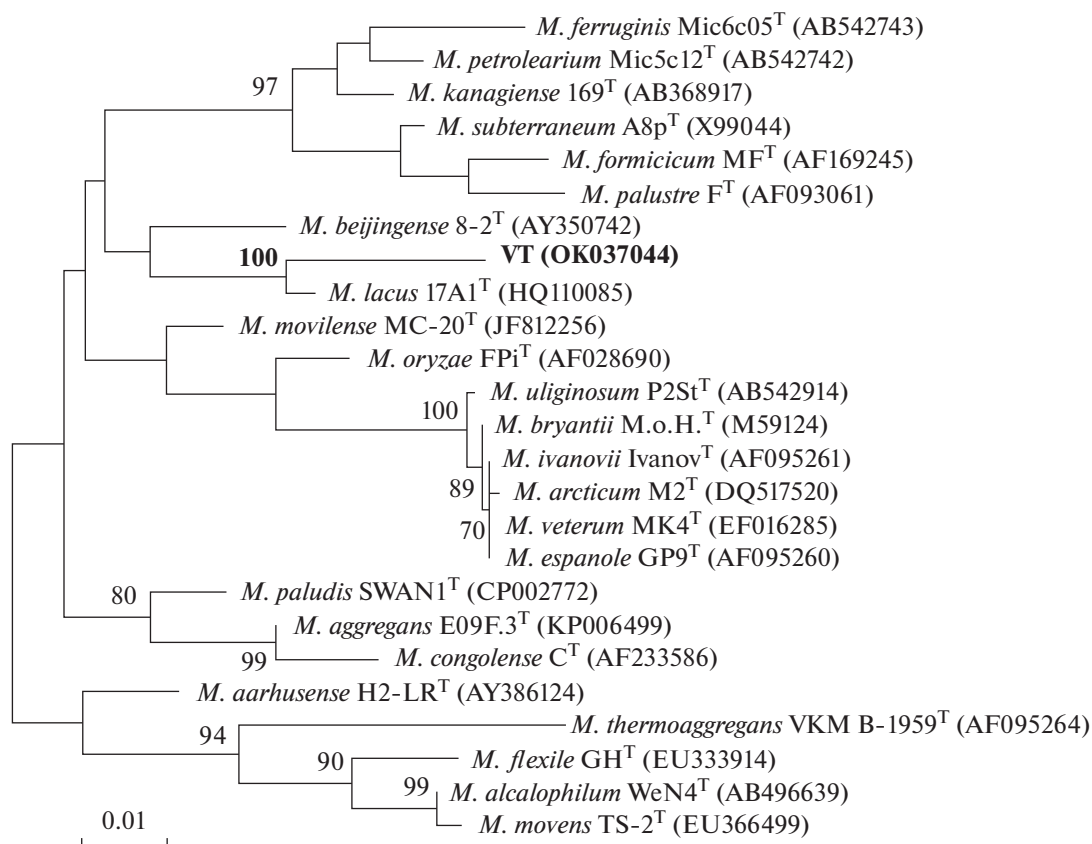 M. ferruginis Mic6c05ᵀ (AB542743)
M. petrolearium Mic5c12ᵀ (AB542742)
97
M. kanagiense 169ᵀ (AB368917)
M. subterraneum A8pᵀ (X99044)
M. formicicum MFᵀ (AF169245)
M. palustre Fᵀ (AF093061)
M. beijingense 8-2ᵀ (AY350742)
100 VT (OK037044)
M. lacus 17A1ᵀ (HQ110085)
M. movilense MC-20ᵀ (JF812256)
M. oryzae FPiᵀ (AF028690)
M. uliginosum P2Stᵀ (AB542914)
100
M. bryantii M.o.H.ᵀ (M59124)
M. ivanovii Ivanovᵀ (AF095261)
89
M. arcticum M2ᵀ (DQ517520)
70 M. veterum MK4ᵀ (EF016285)
M. espanole GP9ᵀ (AF095260)
80 M. paludis SWAN1ᵀ (CP002772)
M. aggregans E09F.3ᵀ (KP006499)
99 M. congolense Cᵀ (AF233586)
M. aarhusense H2-LRᵀ (AY386124)
94 M. thermoaggregans VKM B-1959ᵀ (AF095264)
90 M. flexile GHᵀ (EU333914)
99 M. alcalophilum WeN4ᵀ (AB496639)
M. movens TS-2ᵀ (EU366499)
0.01